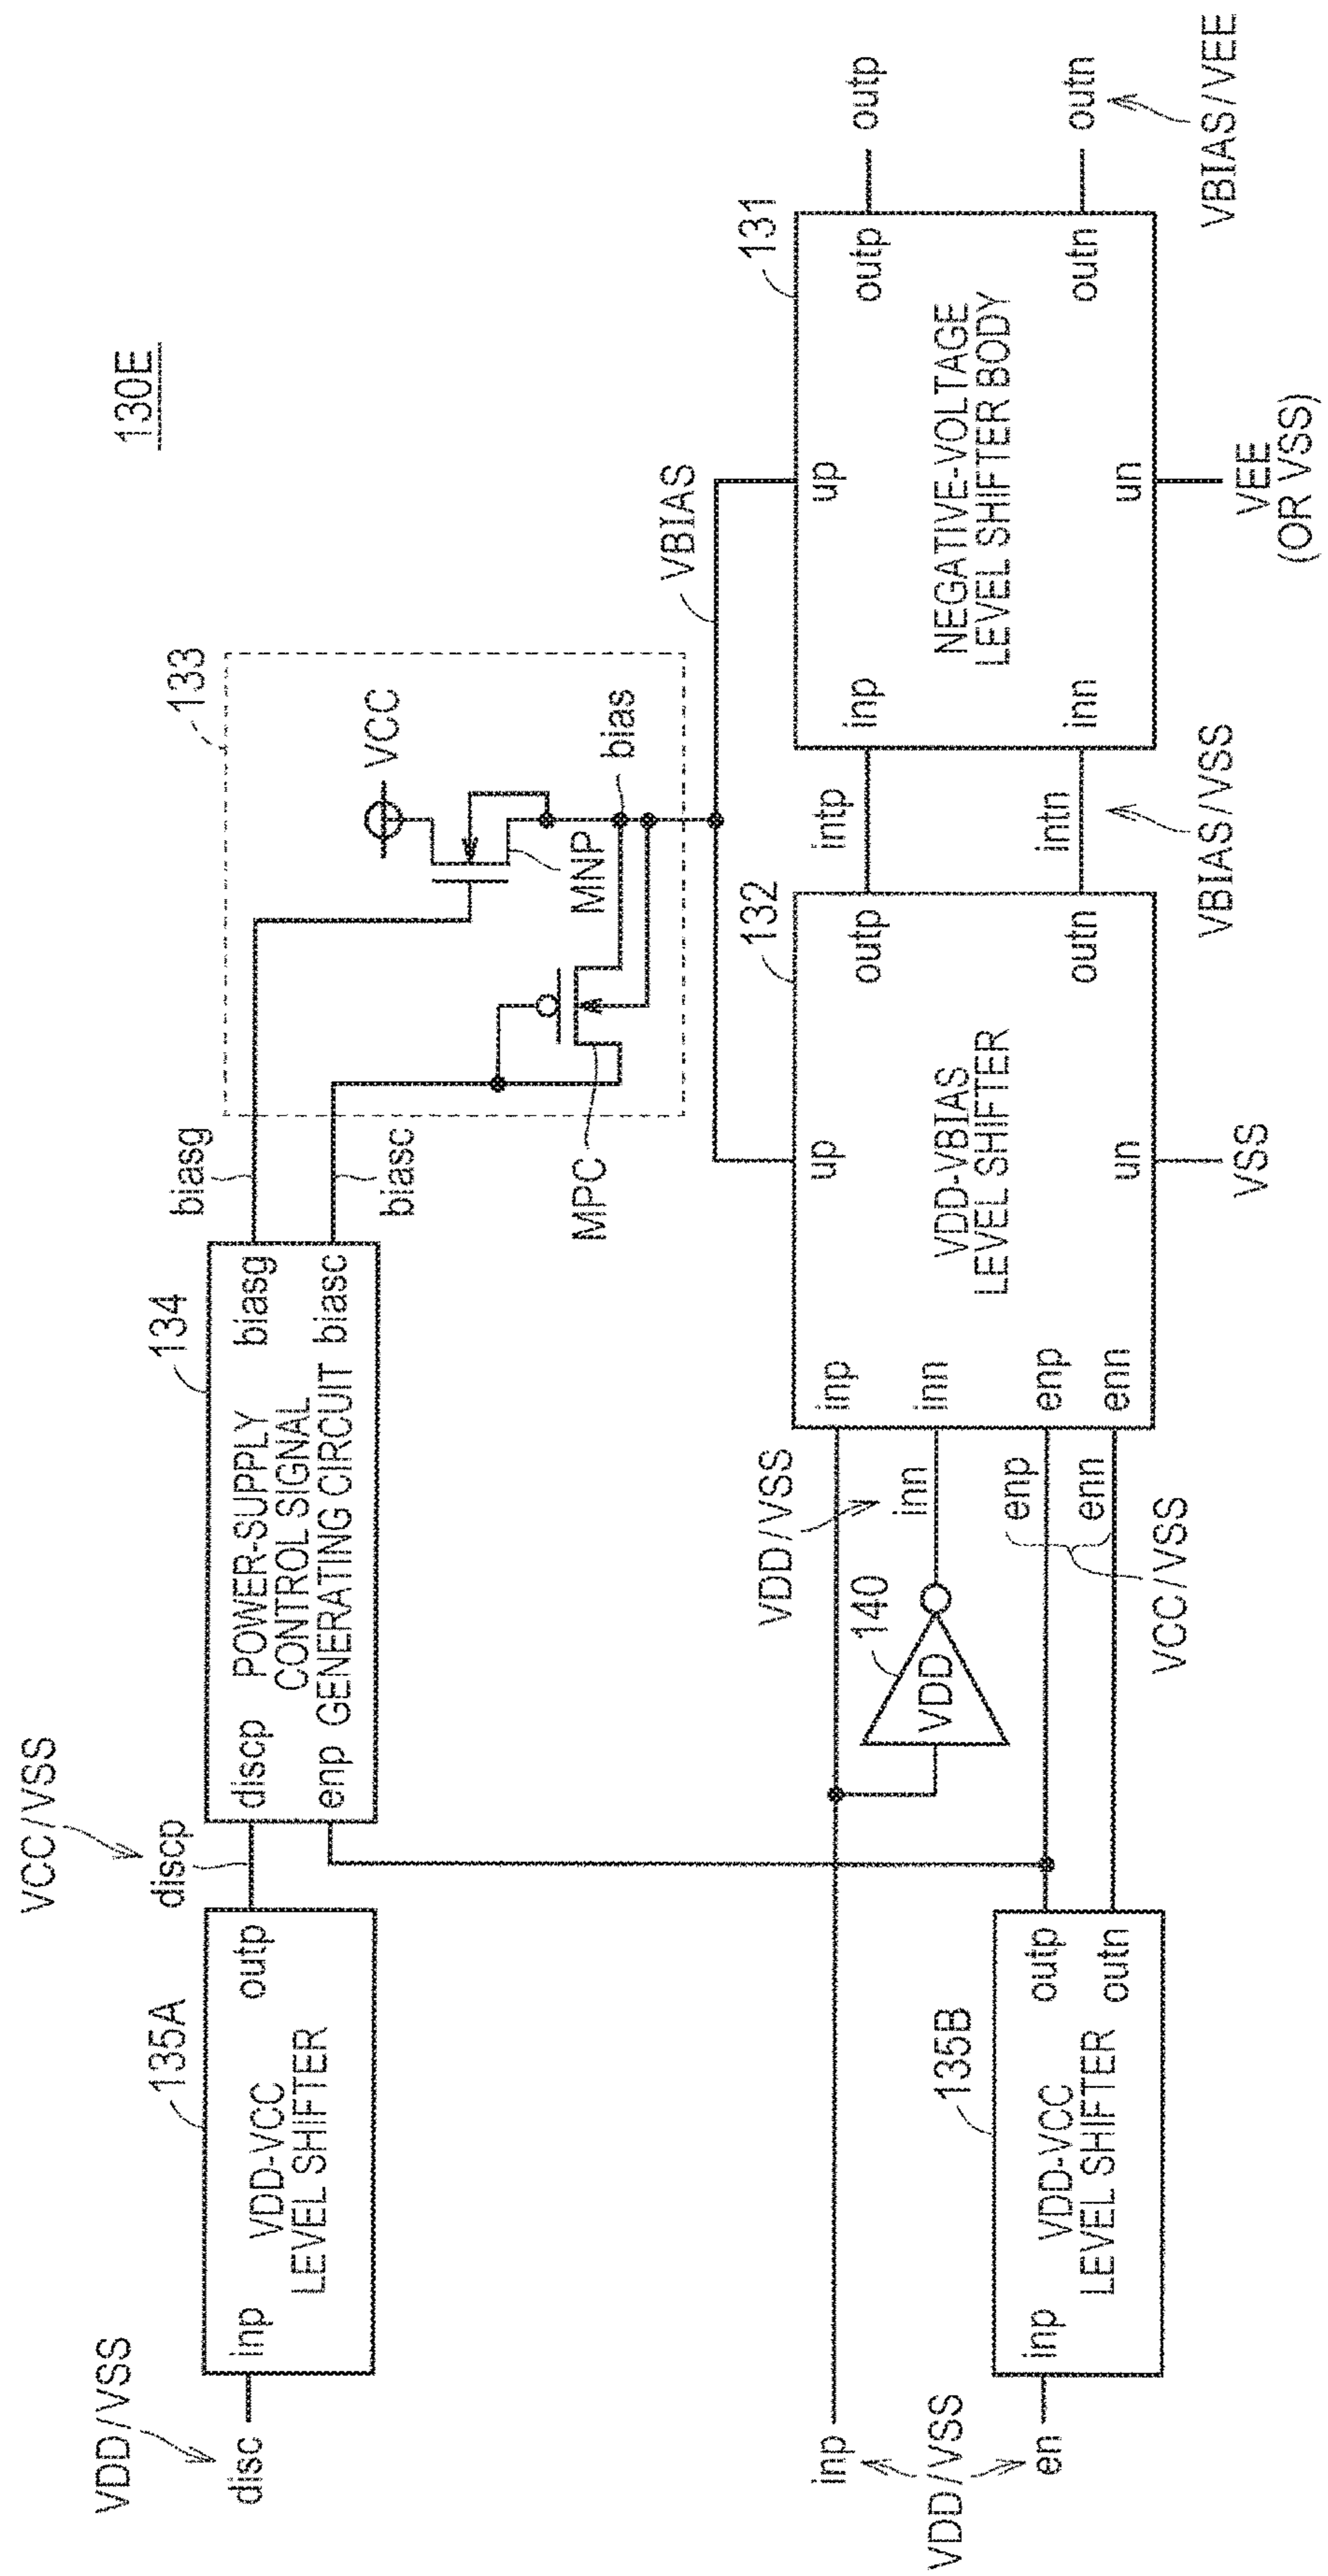 130E
VDD/VSS
disc
inp
VDD-VCC
LEVEL SHIFTER
outp
135A
VCC/VSS
discp
134
discp
enp
POWER-SUPPLY
CONTROL SIGNAL
GENERATING CIRCUIT
biasg
biasc
biasg
biasc
133
VCC
MNP
MPC
bias
VBIAS
inp
VDD/VSS
en
135B
inp
VDD-VCC
LEVEL SHIFTER
outp
outn
140
VDD
VDD/VSS
inn
enp
enn
VCC/VSS
132
inp
inn
enp
enn
up
VDD-VBIAS
LEVEL SHIFTER
un
outp
outn
VSS
intp
intn
VBIAS/VSS
131
inp
inn
up
NEGATIVE-VOLTAGE
LEVEL SHIFTER BODY
un
outp
outn
VEE
(OR VSS)
outp
outn
VBIAS/VEE